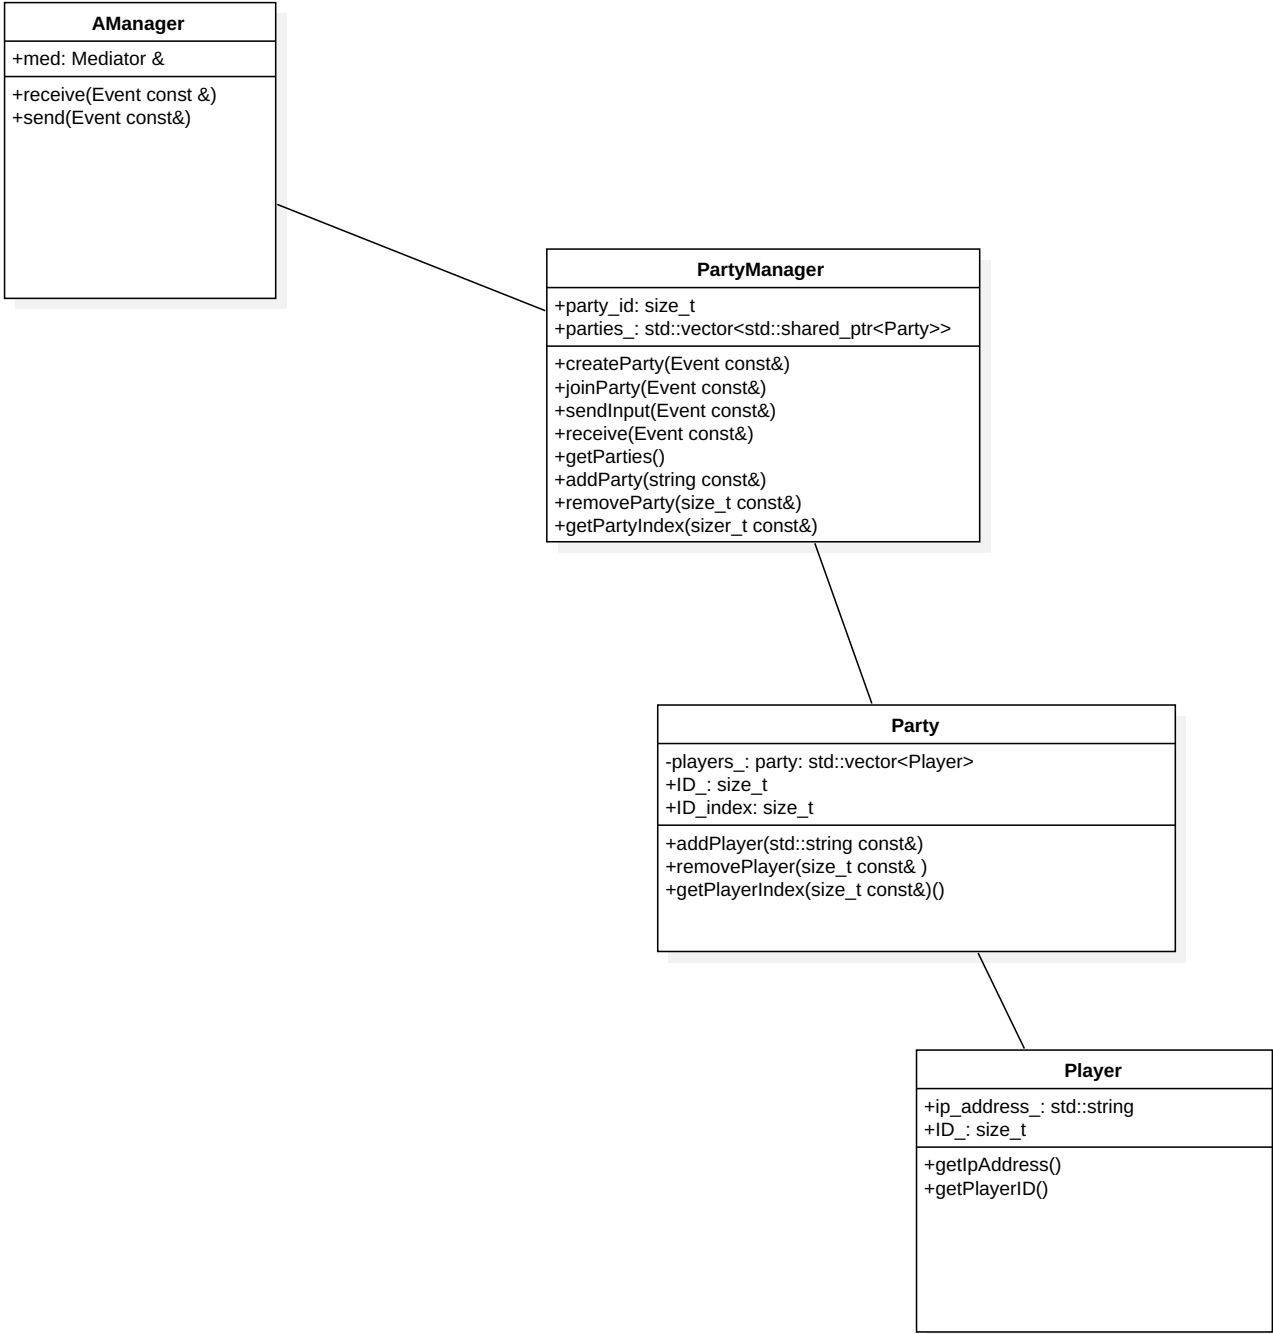 AManager
+med: Mediator &
+receive(Event const &)
+send(Event const&)
PartyManager
+party_id: size_t
+parties_: std::vector<std::shared_ptr<Party>>
+createParty(Event const&)
+joinParty(Event const&)
+sendInput(Event const&)
+receive(Event const&)
+getParties()
+addParty(string const&)
+removeParty(size_t const&)
+getPartyIndex(sizer_t const&)
Party
-players_: party: std::vector<Player>
+ID_: size_t
+ID_index: size_t
+addPlayer(std::string const&)
+removePlayer(size_t const& )
+getPlayerIndex(size_t const&)()
Player
+ip_address_: std::string
+ID_: size_t
+getIpAddress()
+getPlayerID()